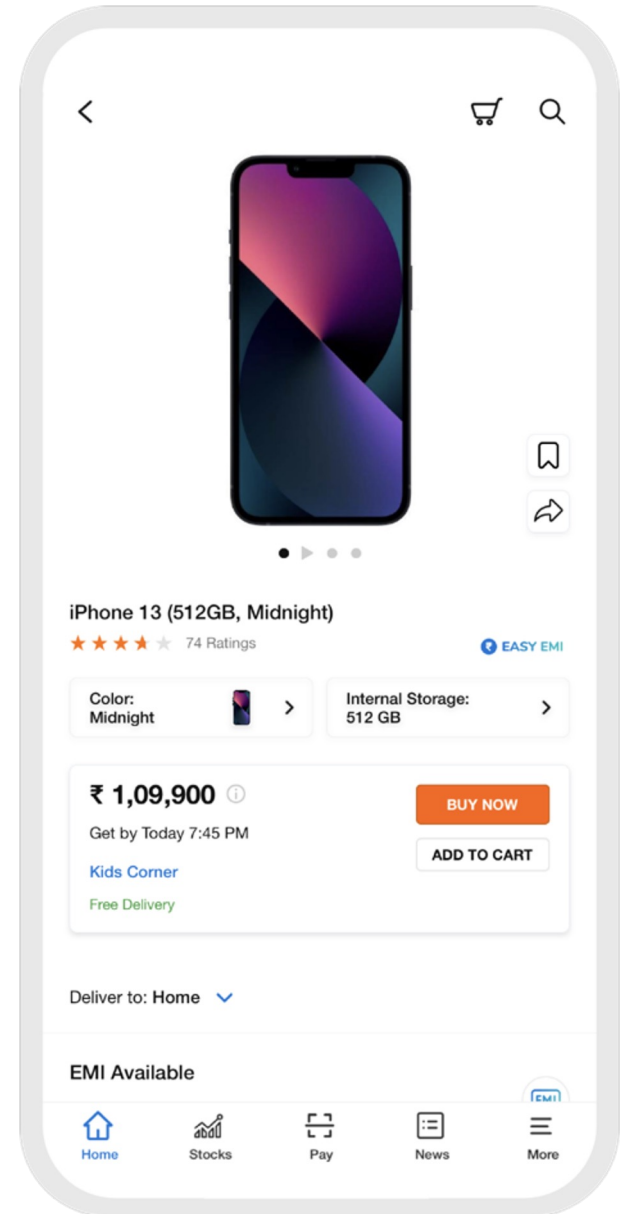 iPhone 13 (512GB, Midnight)
74 Ratings
EASY EMI
Color:
Midnight
Internal Storage:
512 GB
₹ 1,09,900
BUY NOW
Get by Today 7:45 PM
ADD TO CART
Kids Corner
Free Delivery
Deliver to: Home
EMI Available
EMI
Home
Stocks
Pay
News
More